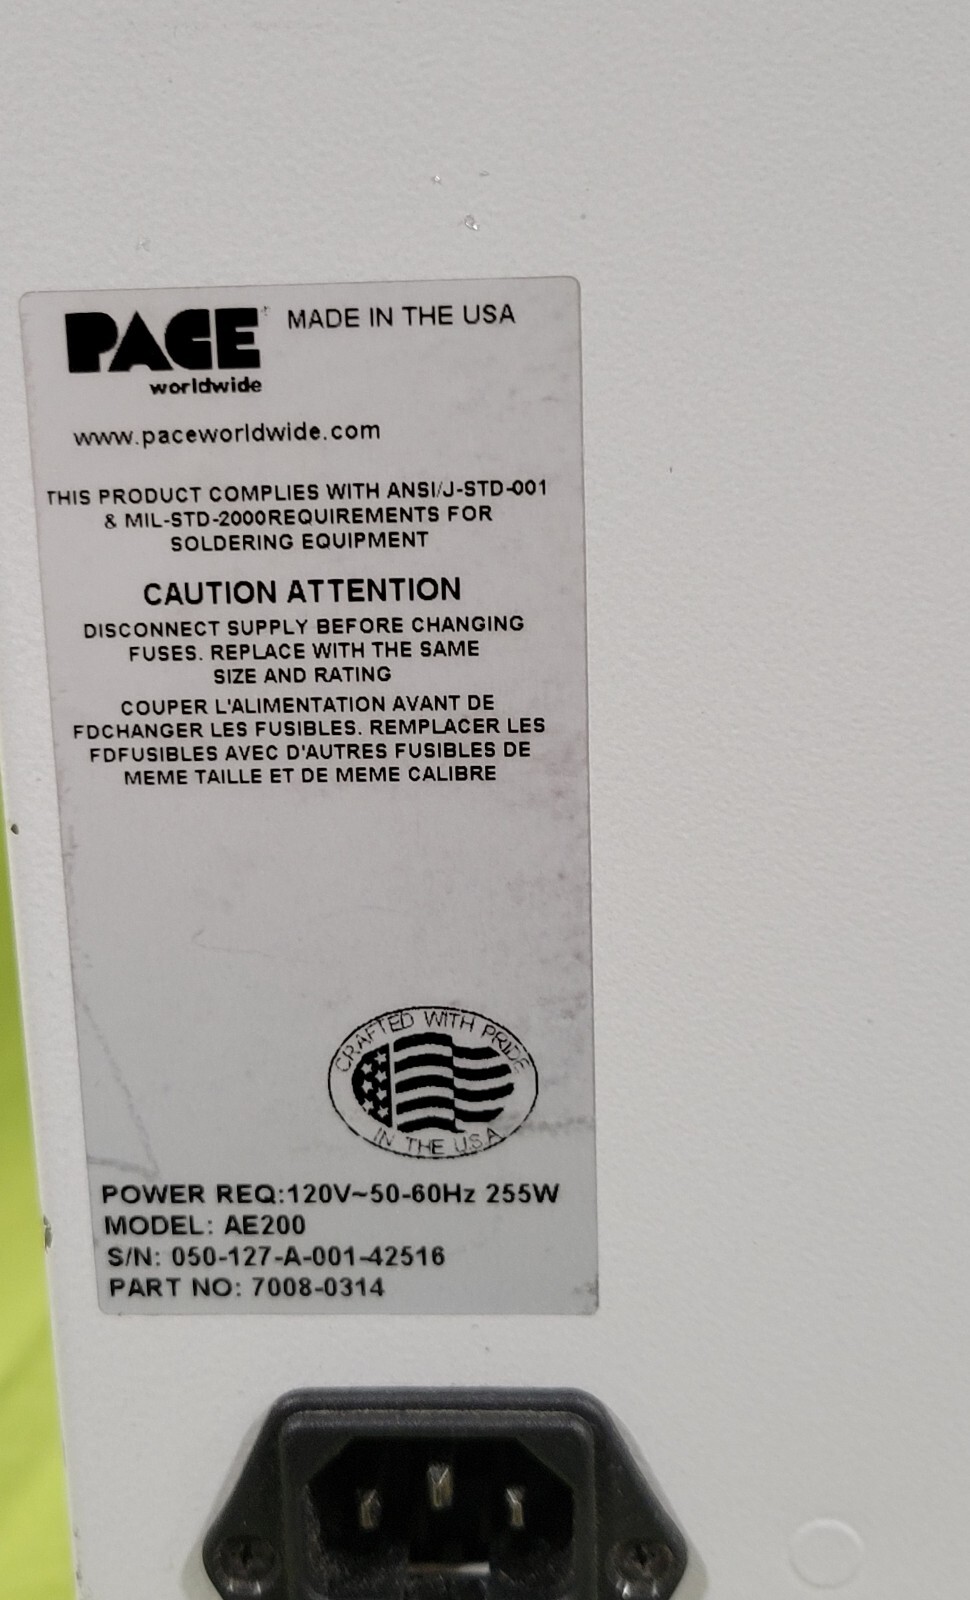 PACE MADE IN THE USA
worldwide
www.paceworldwide.com
THIS PRODUCT COMPLIES WITH ANSI/J-STD-001
& MIL-STD-2000REQUIREMENTS FOR
SOLDERING EQUIPMENT
CAUTION ATTENTION
DISCONNECT SUPPLY BEFORE CHANGING
FUSES. REPLACE WITH THE SAME
SIZE AND RATING
COUPER L'ALIMENTATION AVANT DE
FDCHANGER LES FUSIBLES. REMPLACER LES
FDFUSIBLES AVEC D'AUTRES FUSIBLES DE
MEME TAILLE ET DE MEME CALIBRE
CRAFTED WITH PRIDE
IN THE U.S.A.
POWER REQ:120V~50-60Hz 255W
MODEL: AE200
S/N: 050-127-A-001-42516
PART NO: 7008-0314